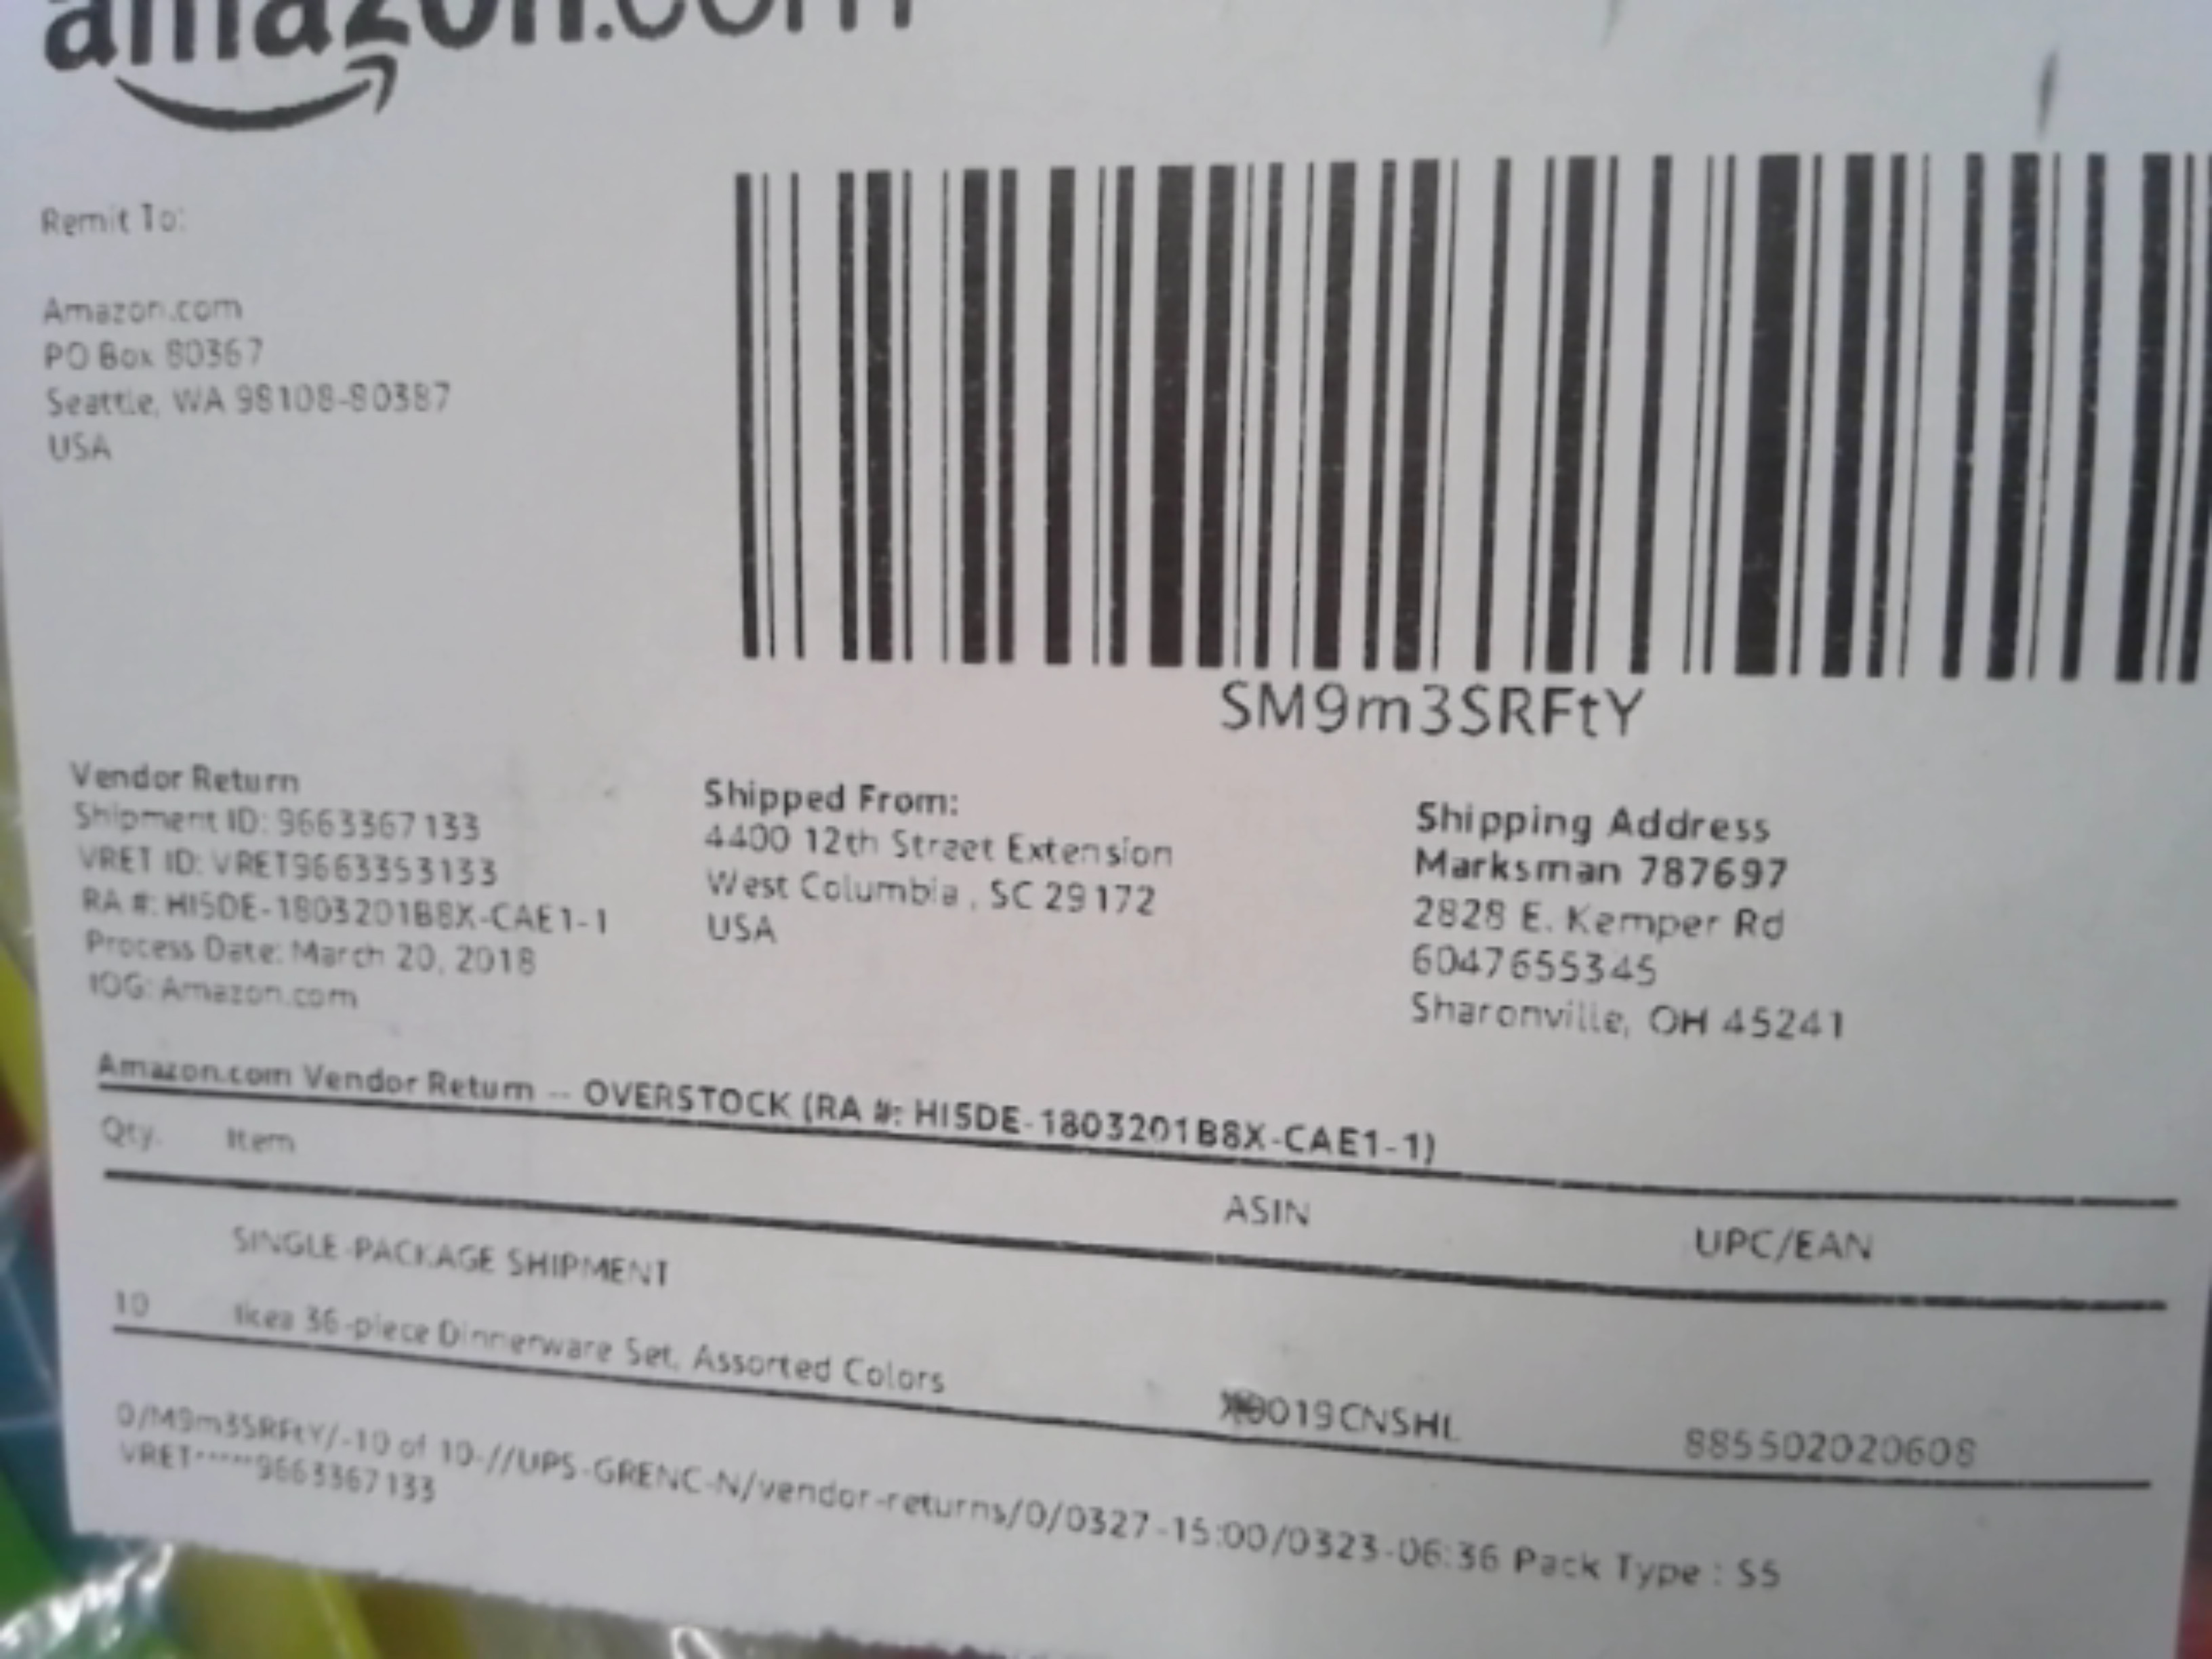 amazon.com
Remit To:
Amazon.com
PO Box 80367
Seattle, WA 98108-80387
USA
SM9m3SRFtY
Vendor Return
Shipment ID: 9663367133
VRET ID: VRET9663353133
RA #: HI5DE-1803201B8X-CAE1-1
Process Date: March 20, 2018
IOG: Amazon.com
Shipped From:
4400 12th Street Extension
West Columbia , SC 29172
USA
Shipping Address
Marksman 787697
2828 E. Kemper Rd
6047655345
Sharonville, OH 45241
Amazon.com Vendor Return -- OVERSTOCK (RA #: HI5DE-1803201B8X-CAE1-1)
Qty. Item ASIN UPC/EAN
SINGLE-PACKAGE SHIPMENT
10 Ikea 36-piece Dinnerware Set, Assorted Colors 885502020608
0/M9m3SRFtY/-10 of 10-//UPS-GRENC-N/vendor-returns/0/0327-15:00/0323-06:36 Pack Type : S5
VRET*****9663367133